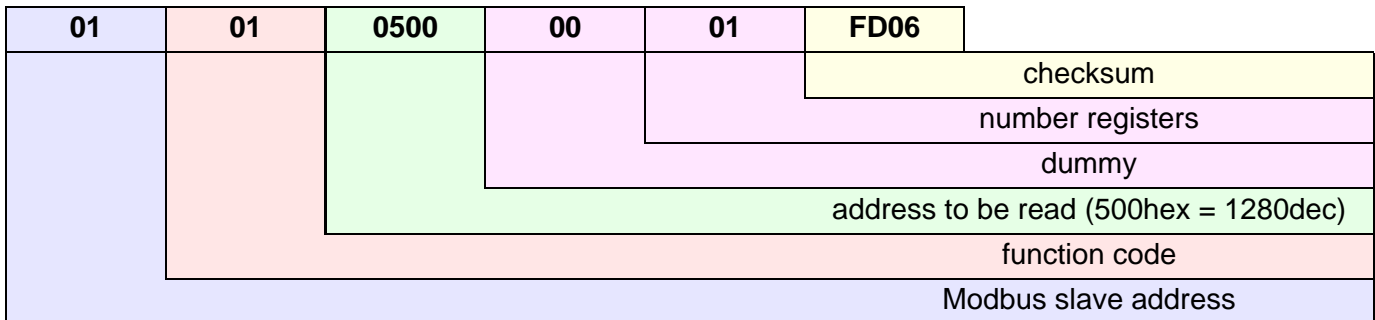 01 01 0500 00 01 FD06
checksum
number registers
dummy
address to be read (500hex = 1280dec)
function code
Modbus slave address